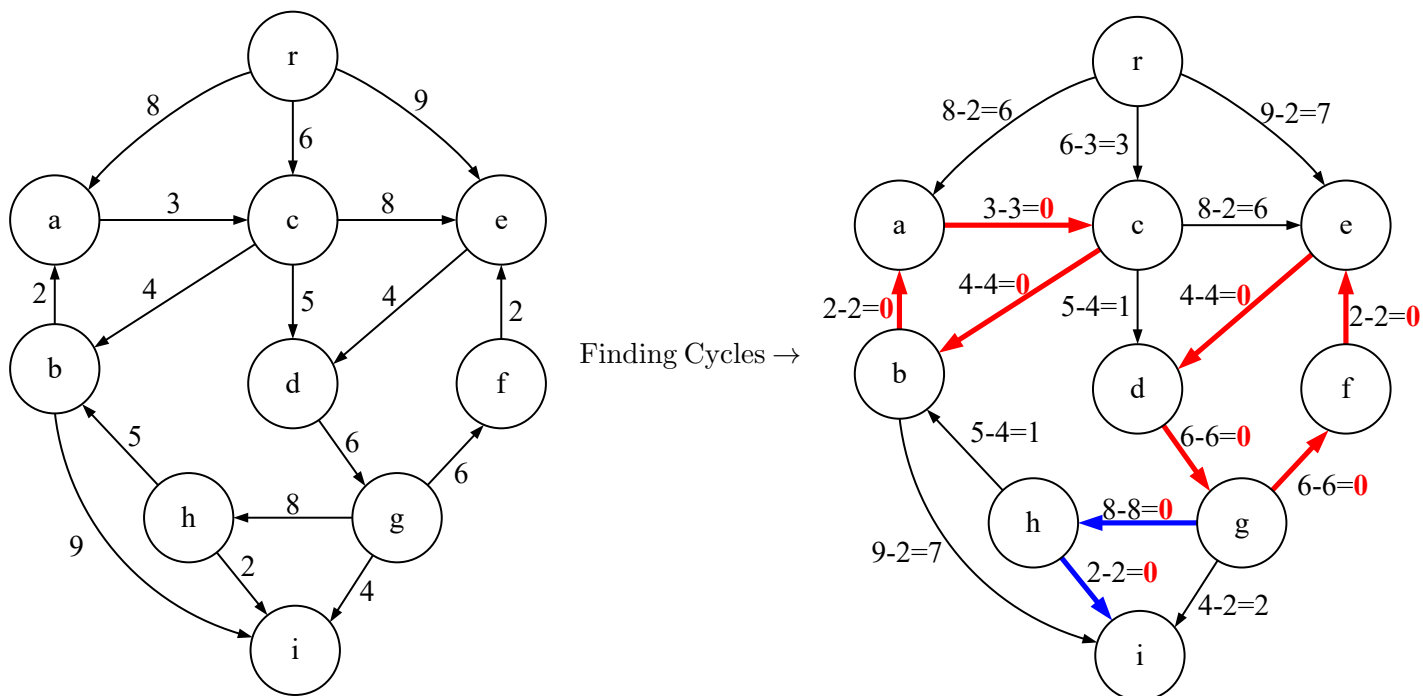 r
8
6
9
a
3
c
8
e
2
4
5
4
2
b
d
f
5
6
6
h
8
g
9
2
4
i
Finding Cycles →
r
8-2=6
6-3=3
9-2=7
a
3-3=0
c
8-2=6
e
2-2=0
4-4=0
5-4=1
4-4=0
2-2=0
b
d
f
5-4=1
6-6=0
6-6=0
h
8-8=0
g
9-2=7
2-2=0
4-2=2
i